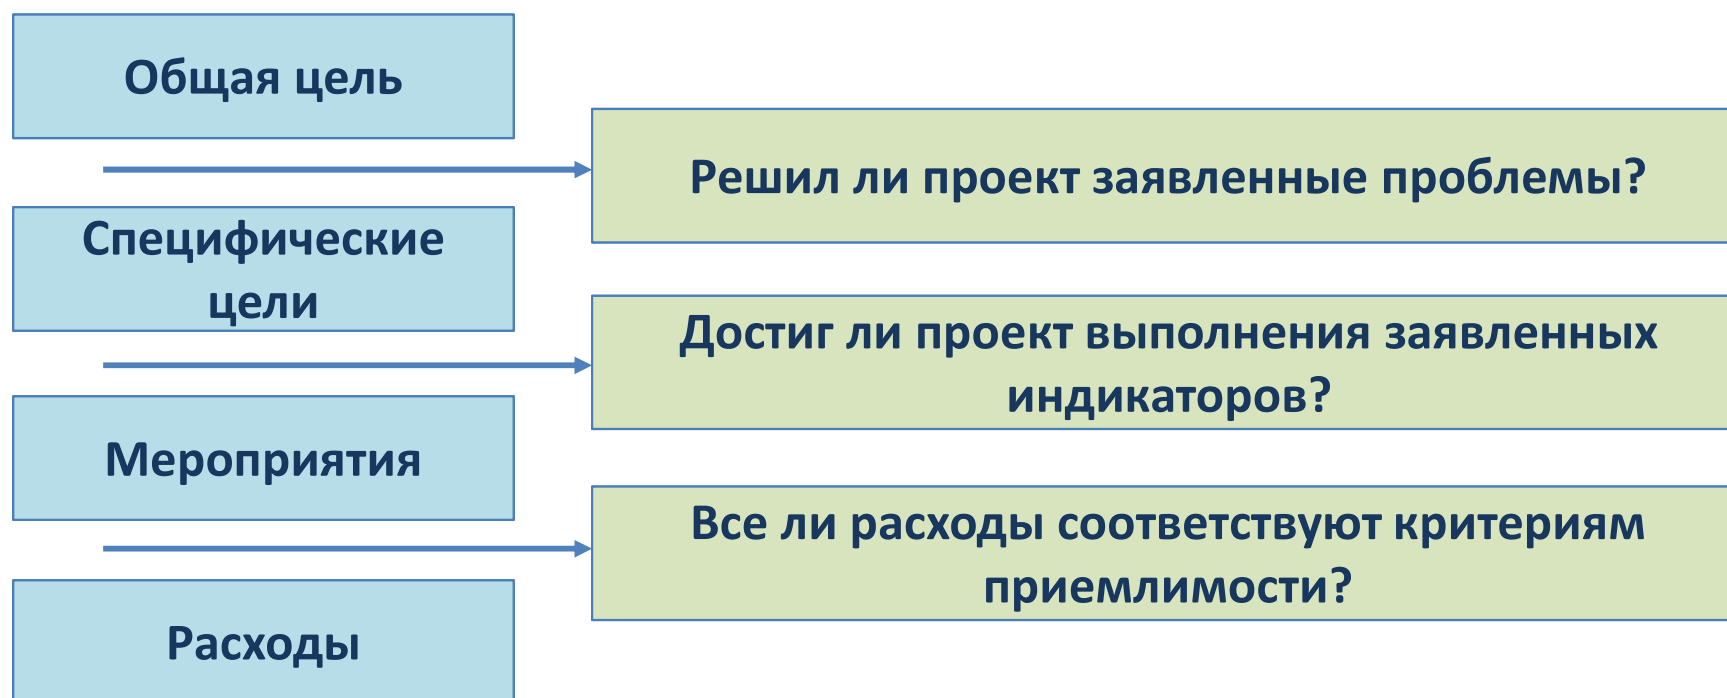 Общая цель
Решил ли проект заявленные проблемы?
Специфические
цели
Достиг ли проект выполнения заявленных
индикаторов?
Мероприятия
Все ли расходы соответствуют критериям
приемлимости?
Расходы